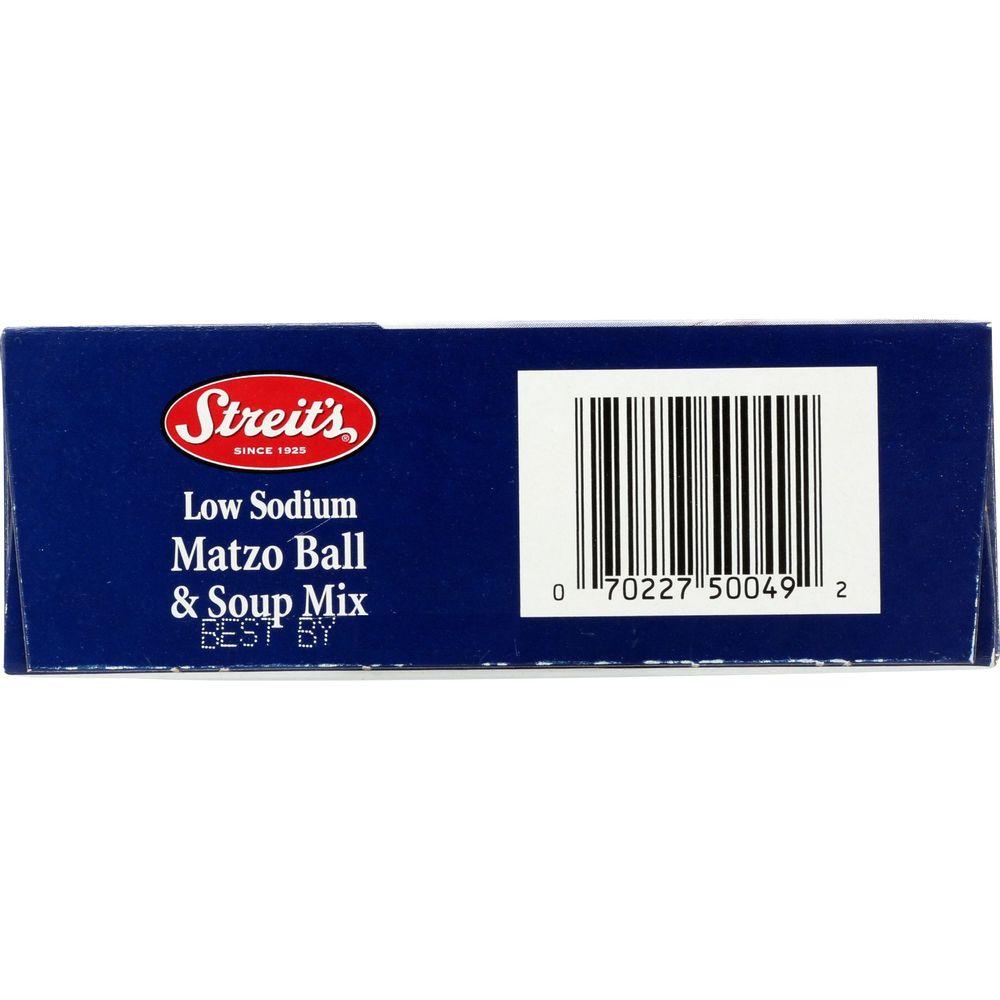 Streit's®
SINCE 1925
Low Sodium
Matzo Ball
& Soup Mix
BEST BY
0 70227 50049 2